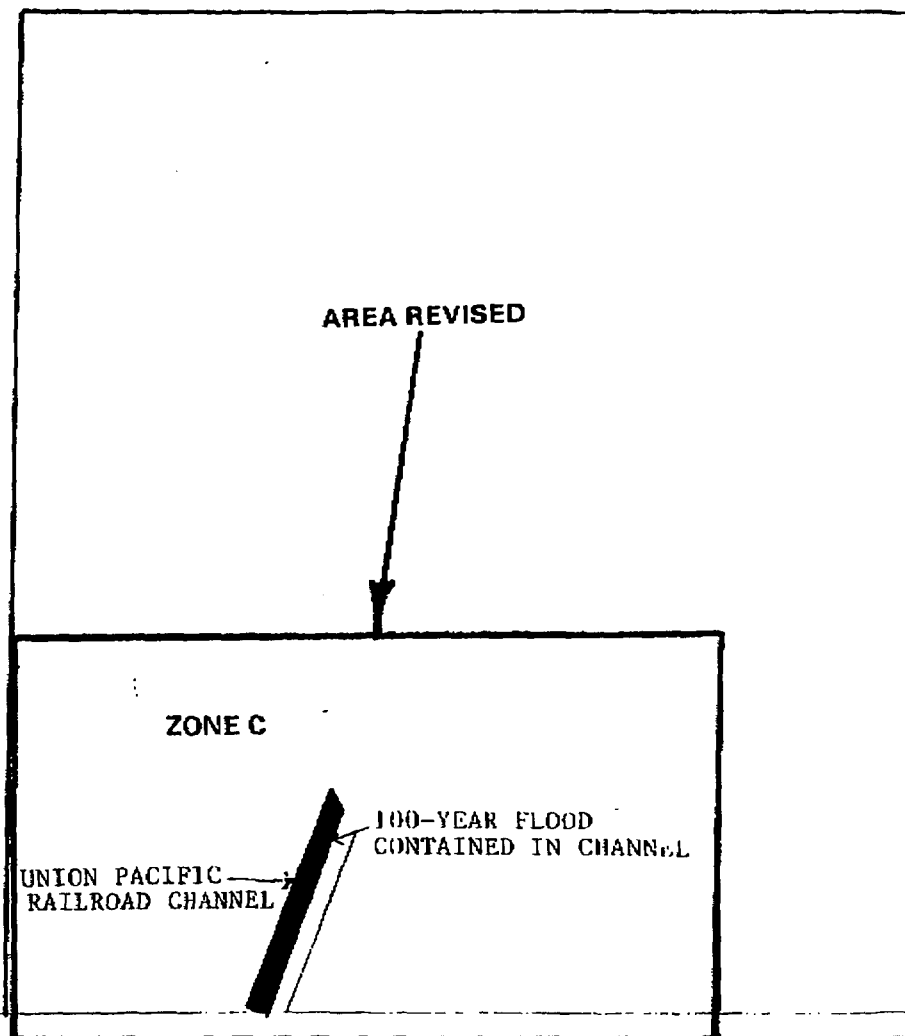 AREA REVISED
ZONE C
100-YEAR FLOOD
CONTAINED IN CHANNEL
UNION PACIFIC
RAILROAD CHANNEL